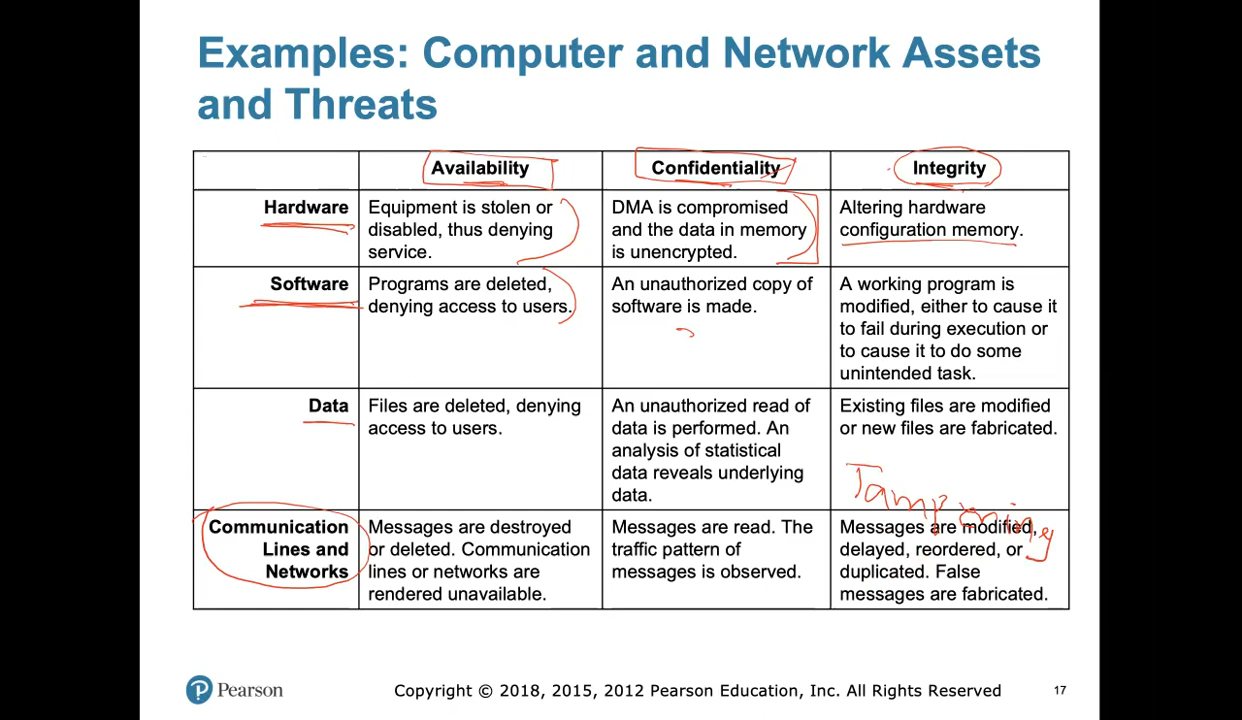 Examples: Computer and Network Assets
and Threats
Availability Confidentiality Integrity
Hardware
Equipment is stolen or
disabled, thus denying
service.
DMA is compromised
and the data in memory
is unencrypted.
Altering hardware
configuration memory.
Software
Programs are deleted,
denying access to users.
An unauthorized copy of
software is made.
A working program is
modified, either to cause it
to fail during execution or
to cause it to do some
unintended task.
Data
Files are deleted, denying
access to users.
An unauthorized read of
data is performed. An
analysis of statistical
data reveals underlying
data.
Existing files are modified
or new files are fabricated.
Tampering
Communication
Lines and
Networks
Messages are destroyed
or deleted. Communication
lines or networks are
rendered unavailable.
Messages are read. The
traffic pattern of
messages is observed.
Messages are modified,
delayed, reordered, or
duplicated. False
messages are fabricated.
Pearson
Copyright © 2018, 2015, 2012 Pearson Education, Inc. All Rights Reserved
17